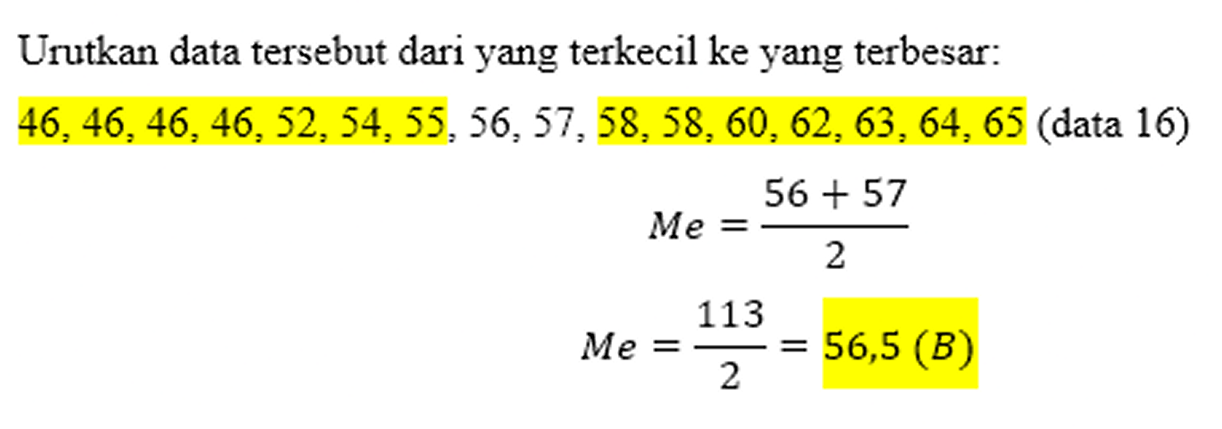 Urutkan data tersebut dari yang terkecil ke yang terbesar:
46, 46, 46, 46, 52, 54, 55, 56, 57, 58, 58, 60, 62, 63, 64, 65 (data 16)
Me = (56 + 57)/2
Me = 113/2 = 56,5 (B)